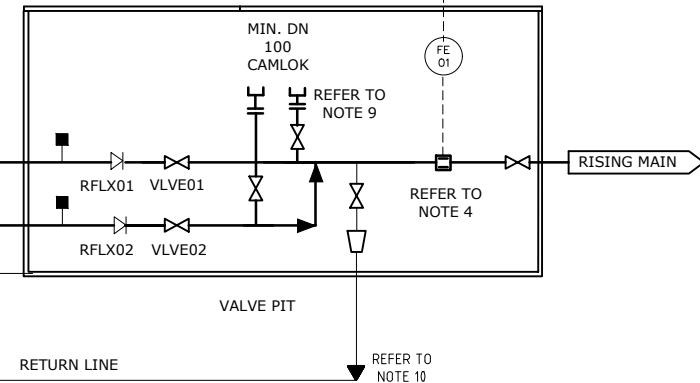 MIN. DN
100
CAMLOK
FE
01
REFER TO
NOTE 9
RISING MAIN
RFLX01
VLVE01
REFER TO
NOTE 4
RFLX02
VLVE02
VALVE PIT
RETURN LINE
REFER TO
NOTE 10